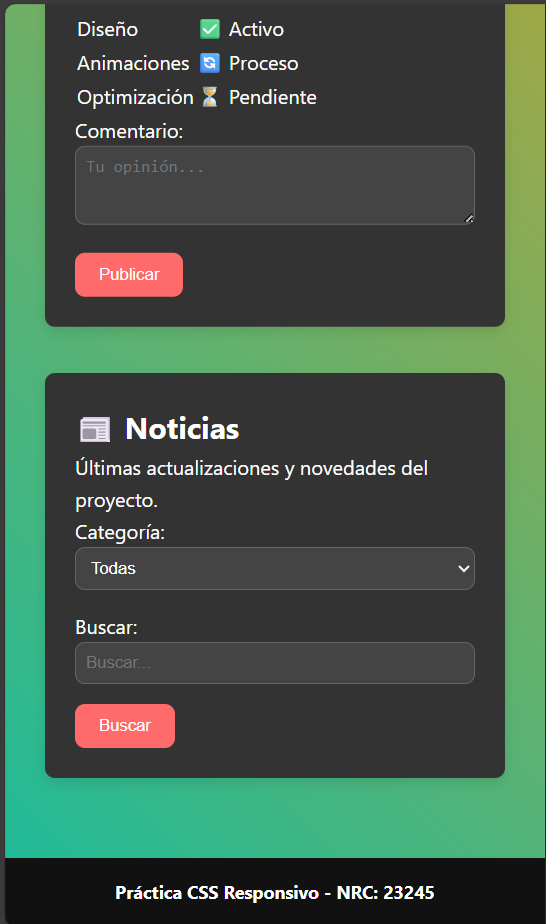 Diseño ✅ Activo
Animaciones 🔄 Proceso
Optimización ⏳ Pendiente
Comentario:
Tu opinión...
Publicar
📰 Noticias
Últimas actualizaciones y novedades del
proyecto.
Categoría:
Todas
Buscar:
Buscar...
Buscar
Práctica CSS Responsivo - NRC: 23245